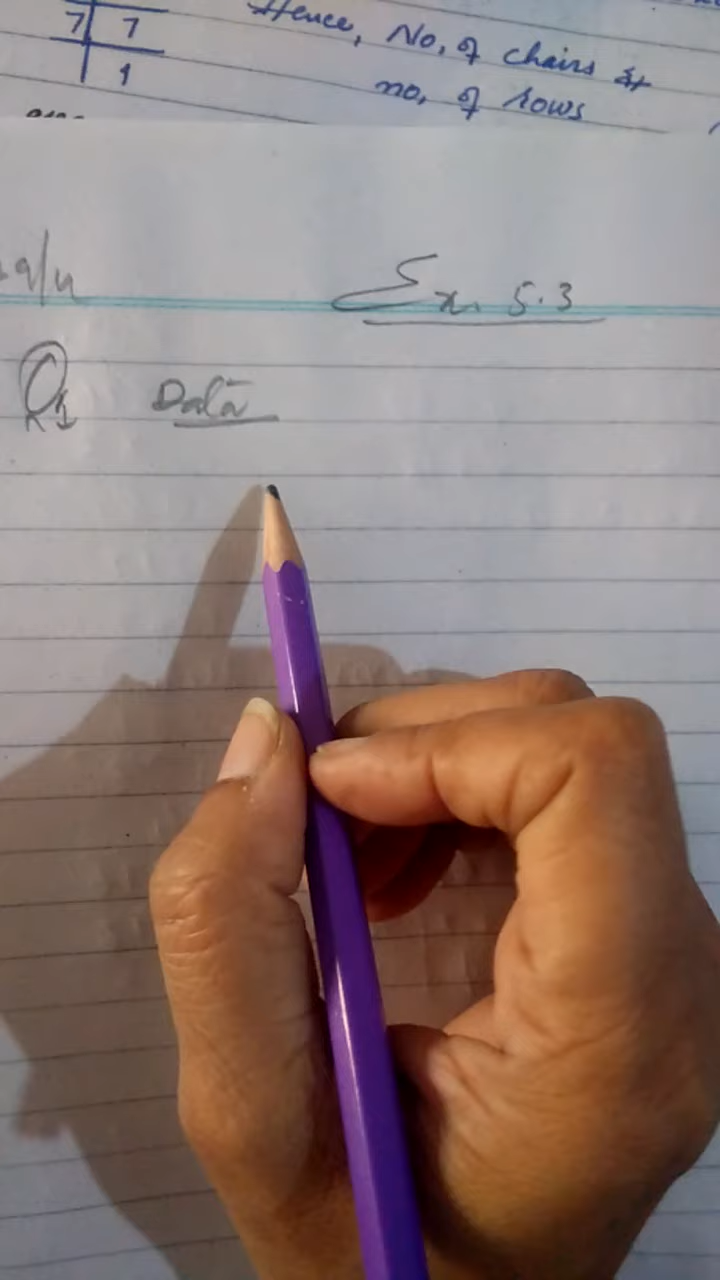 7 7
1
Hence, No, of chairs &
no, of rows
Ex. 5.3
Q1 Data